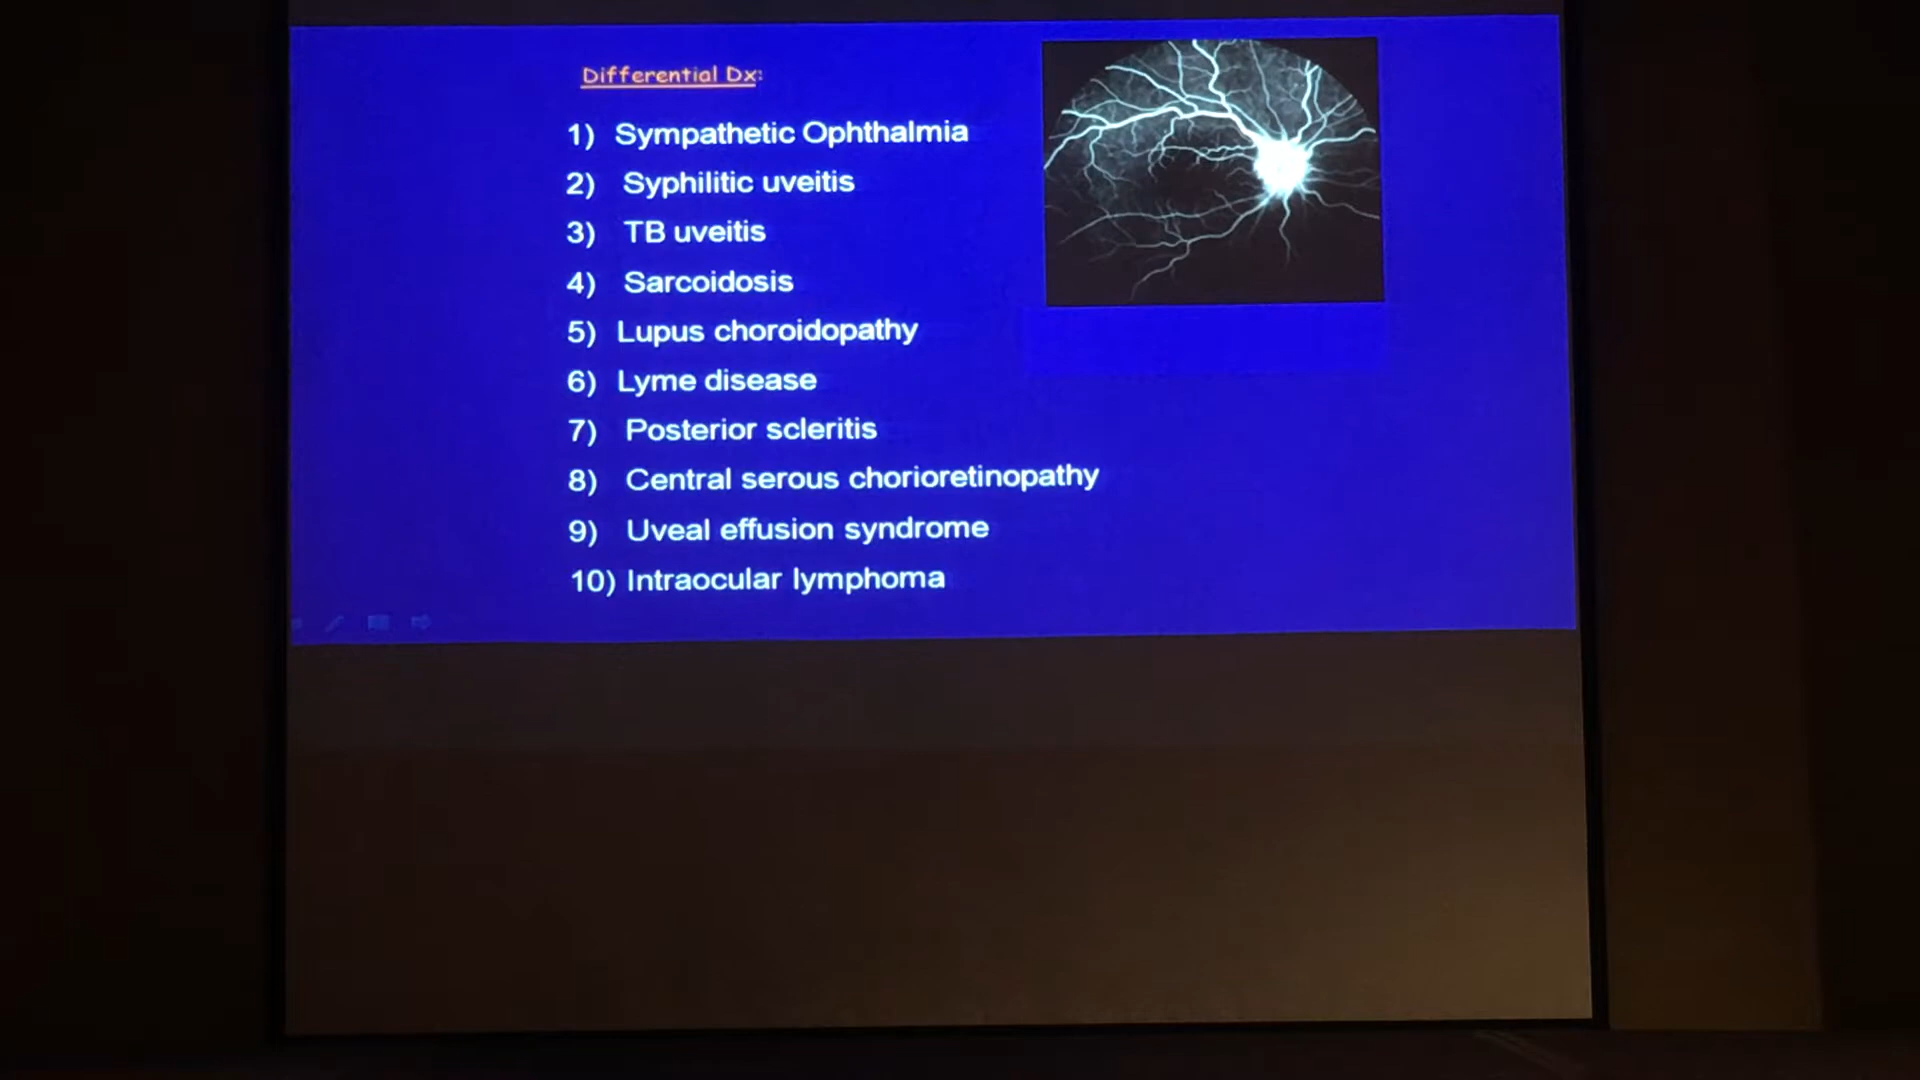 Differential Dx:
1) Sympathetic Ophthalmia
2) Syphilitic uveitis
3) TB uveitis
4) Sarcoidosis
5) Lupus choroidopathy
6) Lyme disease
7) Posterior scleritis
8) Central serous chorioretinopathy
9) Uveal effusion syndrome
10) Intraocular lymphoma